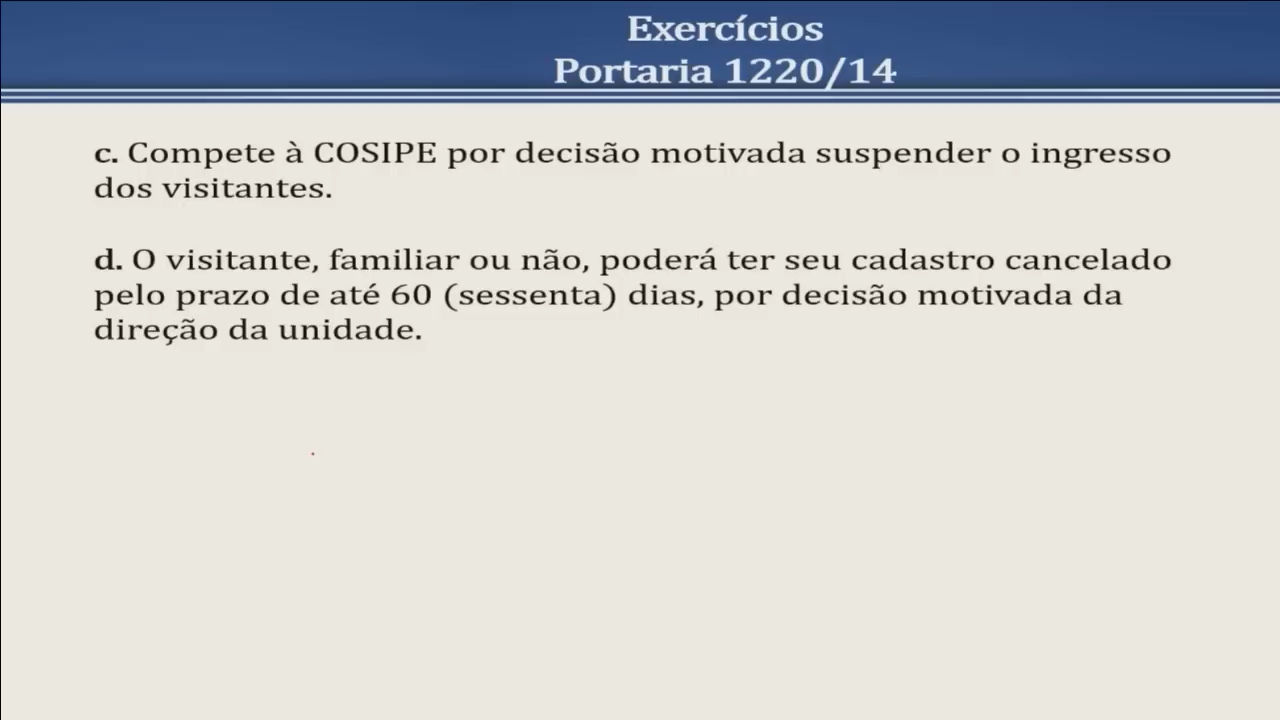 Exercícios
Portaria 1220/14
c. Compete à COSIPE por decisão motivada suspender o ingresso
dos visitantes.
d. O visitante, familiar ou não, poderá ter seu cadastro cancelado
pelo prazo de até 60 (sessenta) dias, por decisão motivada da
direção da unidade.